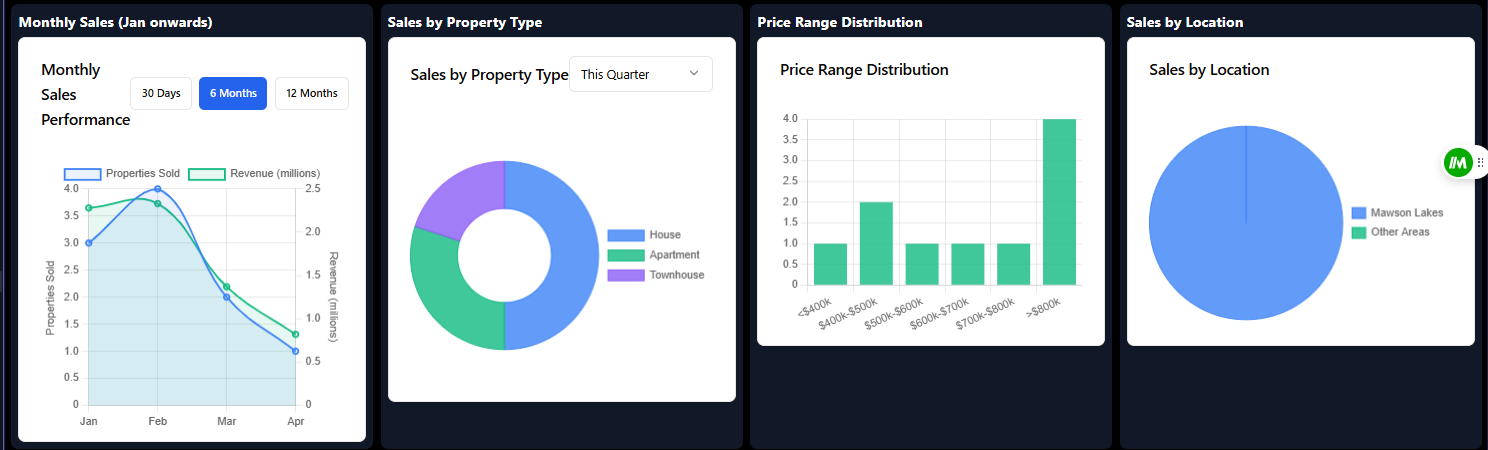 Monthly Sales (Jan onwards)
Monthly
Sales
Performance
30 Days
6 Months
12 Months
Properties Sold
Revenue (millions)
4.0
3.5
3.0
2.5
2.0
1.5
1.0
0.5
0
Properties Sold
2.5
2.0
1.5
1.0
0.5
0
Revenue (millions)
Jan
Feb
Mar
Apr
Sales by Property Type
Sales by Property Type
This Quarter
House
Apartment
Townhouse
Price Range Distribution
Price Range Distribution
4.0
3.5
3.0
2.5
2.0
1.5
1.0
0.5
0
<$400k
$400k-$500k
$500k-$600k
$600k-$700k
$700k-$800k
>$800k
Sales by Location
Sales by Location
Mawson Lakes
Other Areas